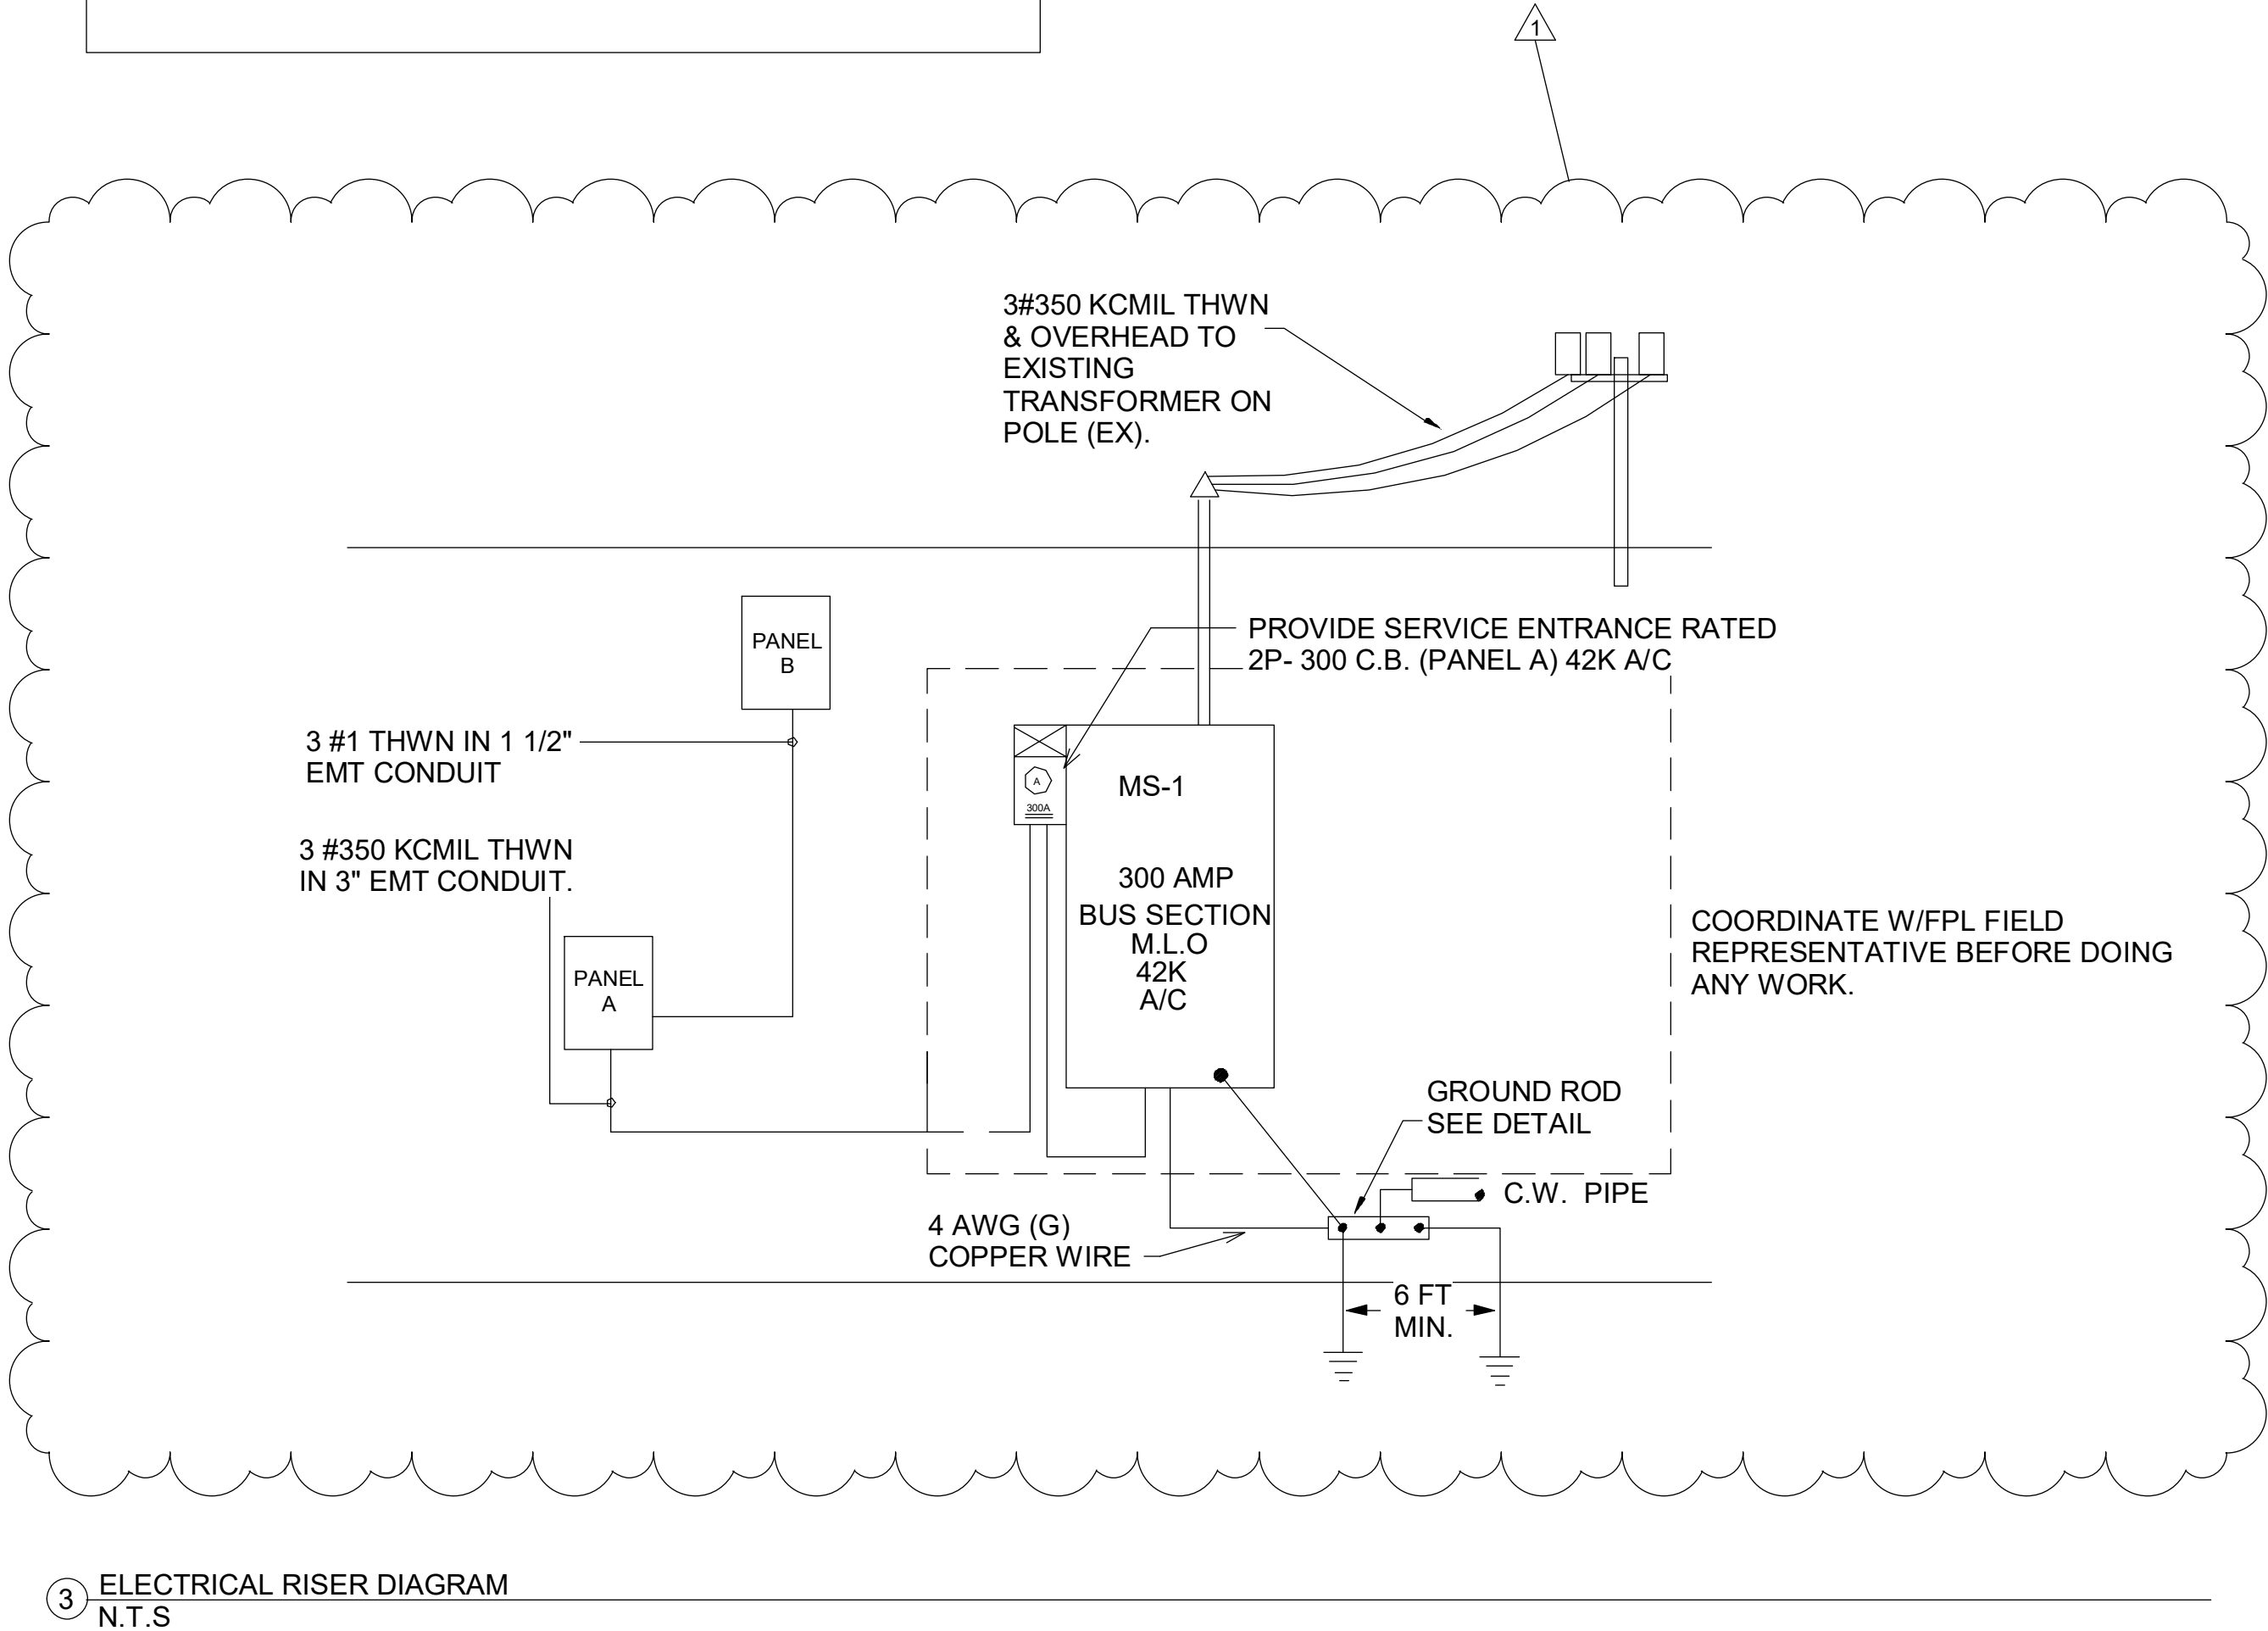 1
3#350 KCMIL THWN
& OVERHEAD TO
EXISTING
TRANSFORMER ON
POLE (EX).
PROVIDE SERVICE ENTRANCE RATED
2P- 300 C.B. (PANEL A) 42K A/C
PANEL
B
3 #1 THWN IN 1 1/2"
EMT CONDUIT
A
300A
MS-1
3 #350 KCMIL THWN
IN 3" EMT CONDUIT.
300 AMP
BUS SECTION
M.L.O
42K
A/C
COORDINATE W/FPL FIELD
REPRESENTATIVE BEFORE DOING
ANY WORK.
PANEL
A
GROUND ROD
SEE DETAIL
C.W. PIPE
4 AWG (G)
COPPER WIRE
6 FT
MIN.
3
ELECTRICAL RISER DIAGRAM
N.T.S